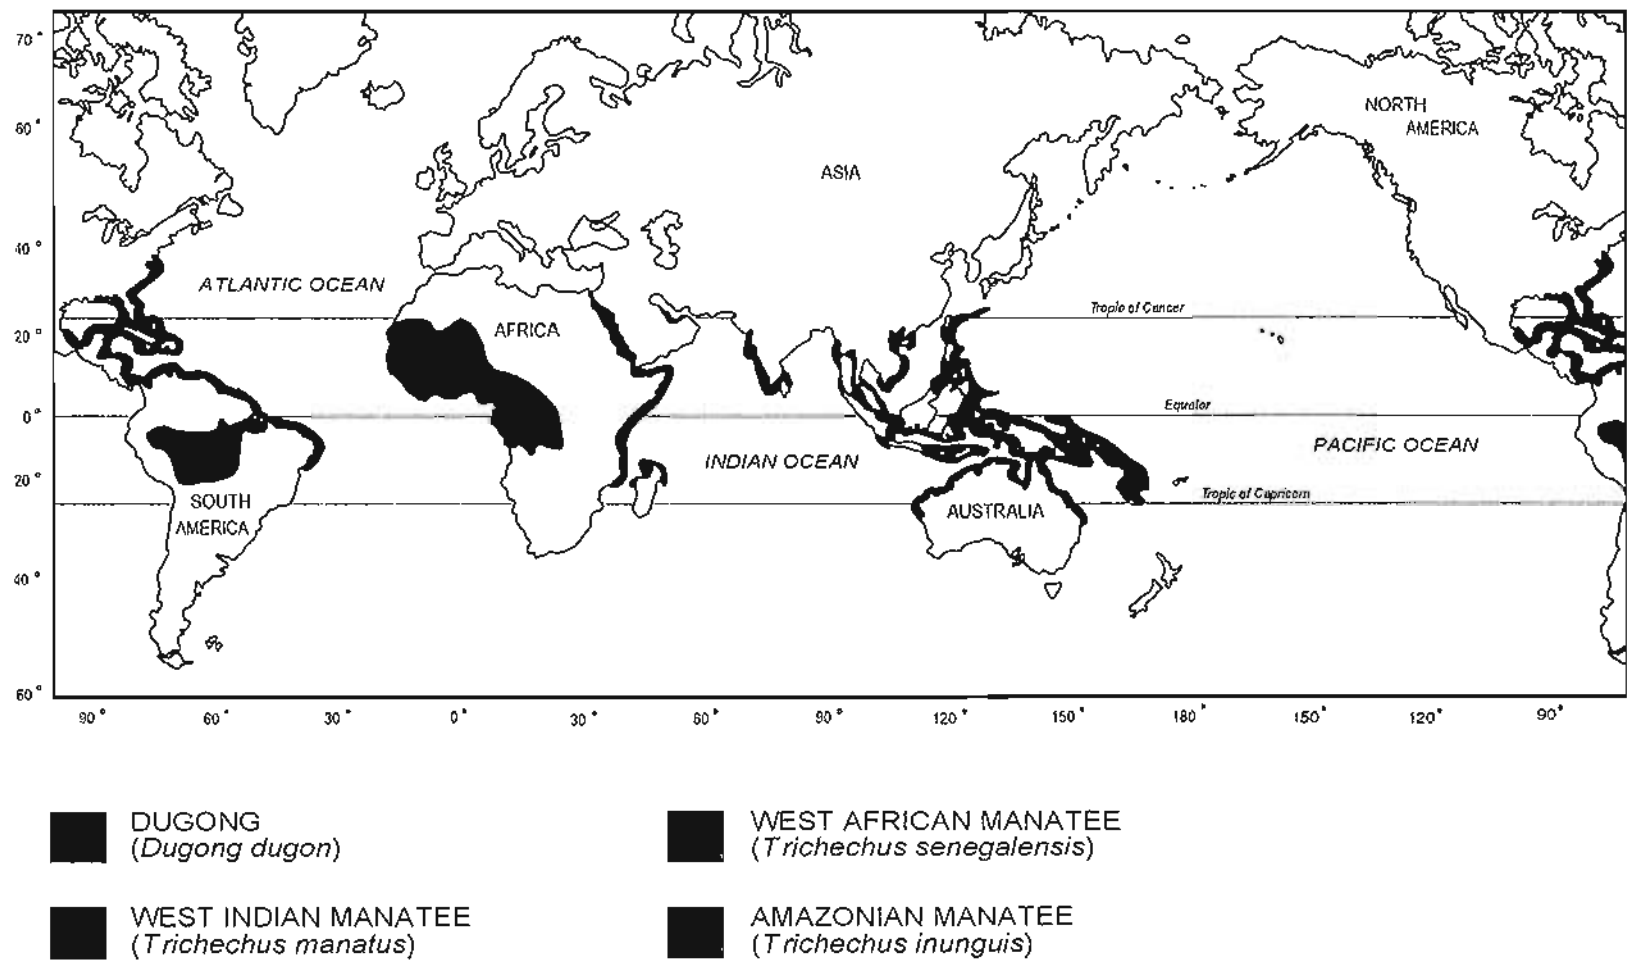 70°
60°
40°
20°
0°
20°
40°
60°
NORTH
AMERICA
ASIA
ATLANTIC OCEAN
AFRICA
Tropic of Cancer
Equator
PACIFIC OCEAN
INDIAN OCEAN
Tropic of Capricorn
SOUTH
AMERICA
AUSTRALIA
90° 60° 30° 0° 30° 60° 90° 120° 150° 180° 150° 120° 90°
DUGONG
(Dugong dugon)
WEST AFRICAN MANATEE
(Trichechus senegalensis)
WEST INDIAN MANATEE
(Trichechus manatus)
AMAZONIAN MANATEE
(Trichechus inunguis)